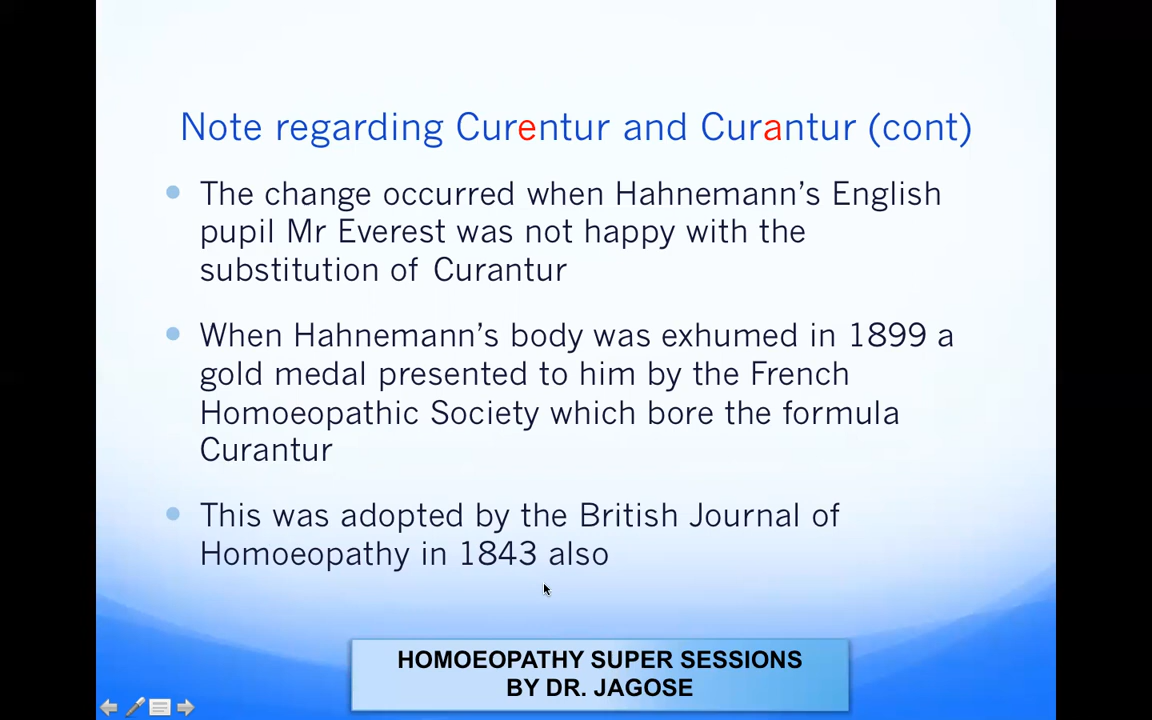 Note regarding Curentur and Curantur (cont)
The change occurred when Hahnemann’s English
pupil Mr Everest was not happy with the
substitution of Curantur
When Hahnemann’s body was exhumed in 1899 a
gold medal presented to him by the French
Homoeopathic Society which bore the formula
Curantur
This was adopted by the British Journal of
Homoeopathy in 1843 also
HOMOEOPATHY SUPER SESSIONS
BY DR. JAGOSE